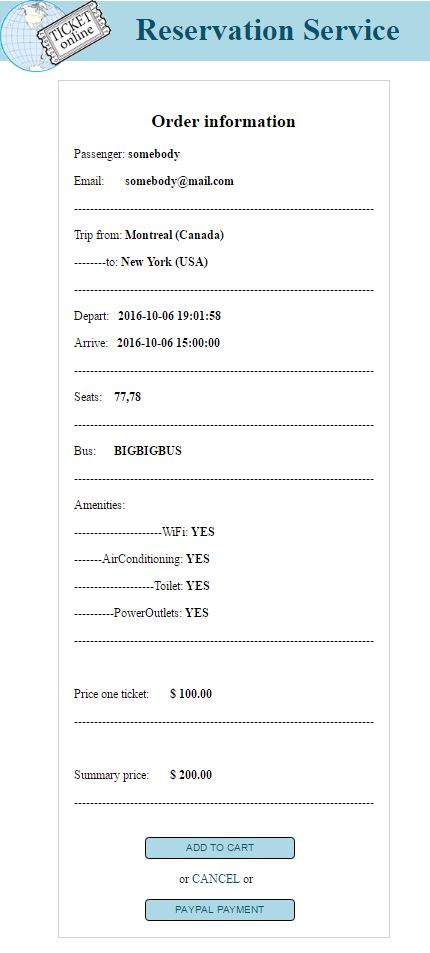 TICKET
online
Reservation Service
Order information
Passenger: somebody
Email: somebody@mail.com
--------------------------------------------------------------------------
Trip from: Montreal (Canada)
--------to: New York (USA)
--------------------------------------------------------------------------
Depart: 2016-10-06 19:01:58
Arrive: 2016-10-06 15:00:00
--------------------------------------------------------------------------
Seats: 77,78
--------------------------------------------------------------------------
Bus: BIGBIGBUS
--------------------------------------------------------------------------
Amenities:
----------------------WiFi: YES
-------AirConditioning: YES
--------------------Toilet: YES
----------PowerOutlets: YES
--------------------------------------------------------------------------
Price one ticket: $ 100.00
--------------------------------------------------------------------------
Summary price: $ 200.00
--------------------------------------------------------------------------
ADD TO CART
or CANCEL or
PAYPAL PAYMENT